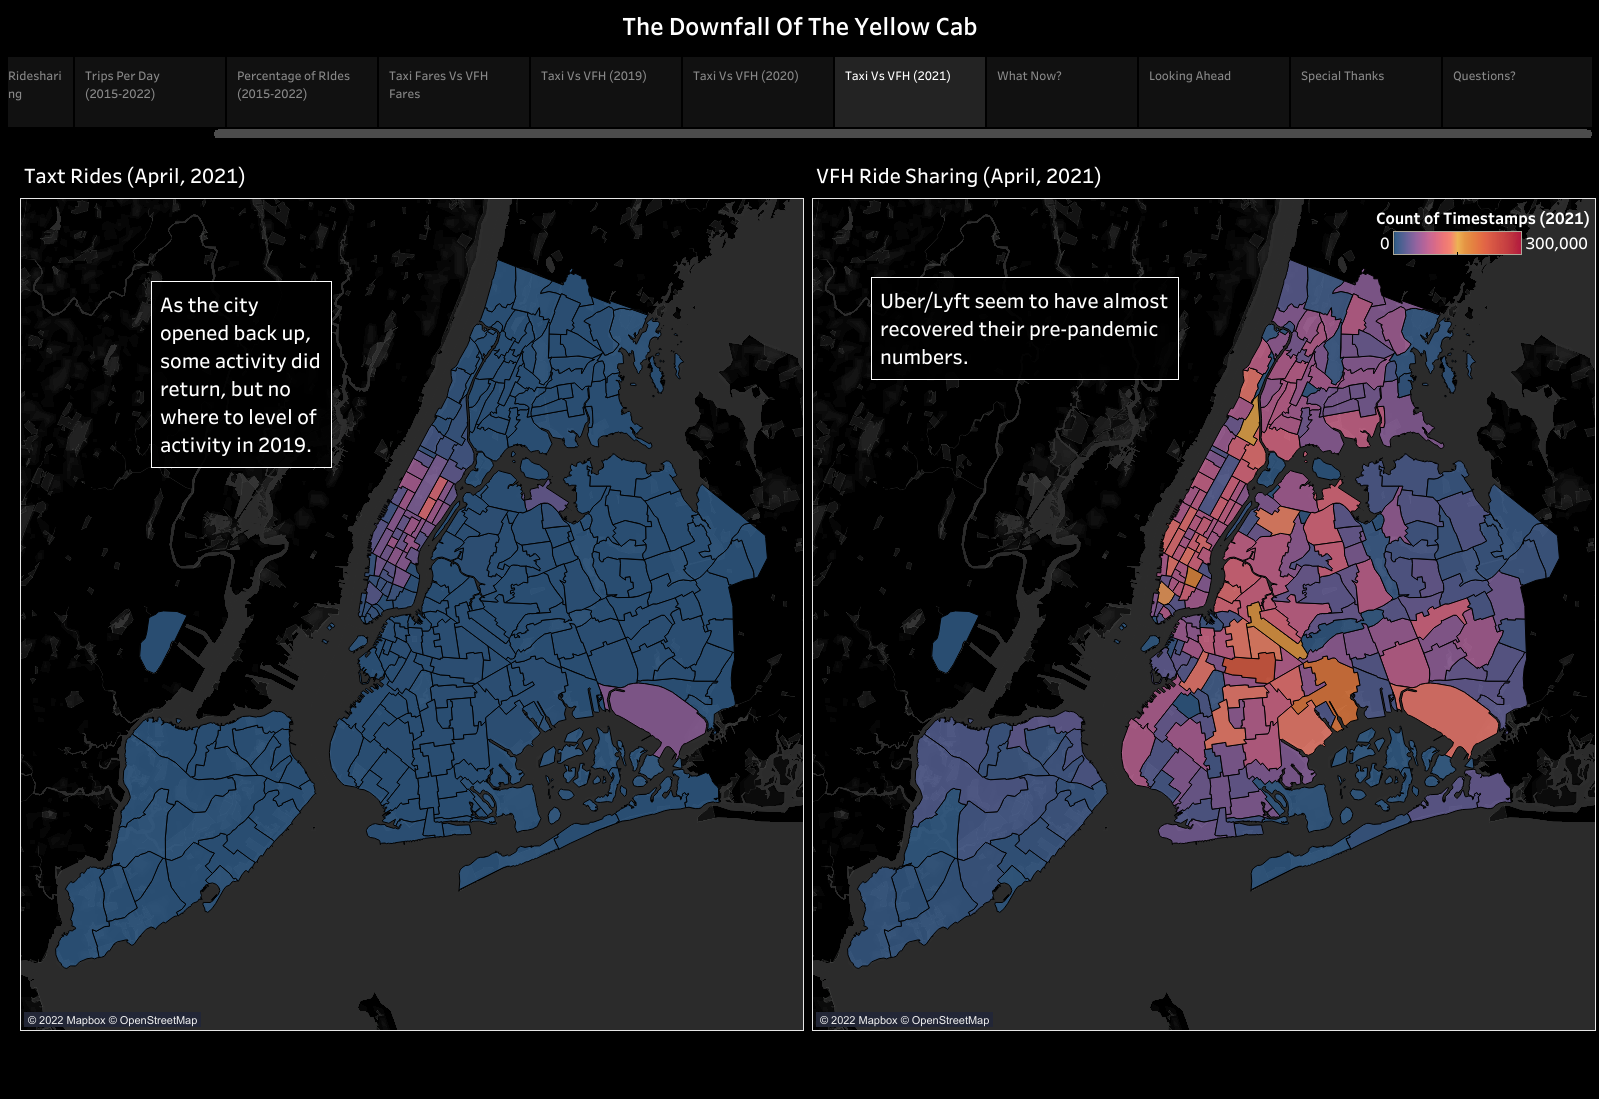 The Downfall Of The Yellow Cab
Rideshari
ng
Trips Per Day
(2015-2022)
Percentage of RIdes
(2015-2022)
Taxi Fares Vs VFH
Fares
Taxi Vs VFH (2019)
Taxi Vs VFH (2020)
Taxi Vs VFH (2021)
What Now?
Looking Ahead
Special Thanks
Questions?
Taxt Rides (April, 2021)
As the city
opened back up,
some activity did
return, but no
where to level of
activity in 2019.
© 2022 Mapbox © OpenStreetMap
VFH Ride Sharing (April, 2021)
Count of Timestamps (2021)
0 300,000
Uber/Lyft seem to have almost
recovered their pre-pandemic
numbers.
© 2022 Mapbox © OpenStreetMap